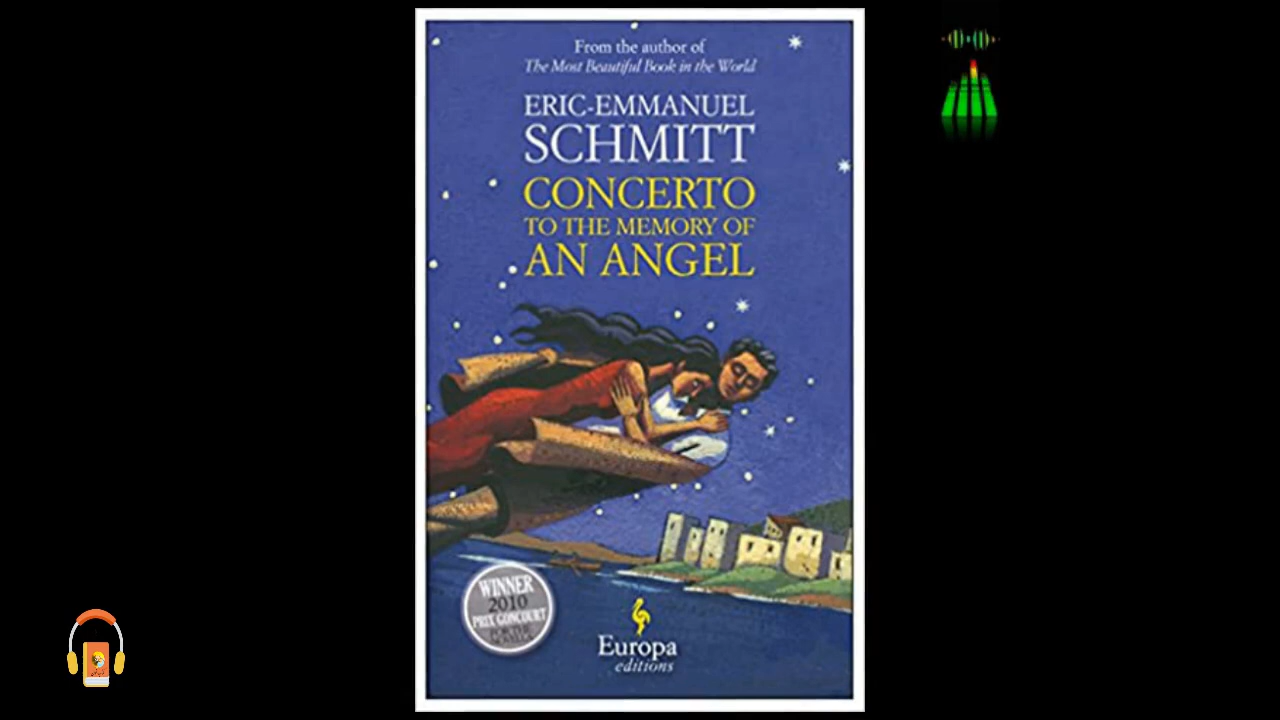 From the author of
The Most Beautiful Book in the World
ERIC-EMMANUEL
SCHMITT
CONCERTO
TO THE MEMORY OF
AN ANGEL
WINNER
2010
PRIX GONCOURT
Europa
editions